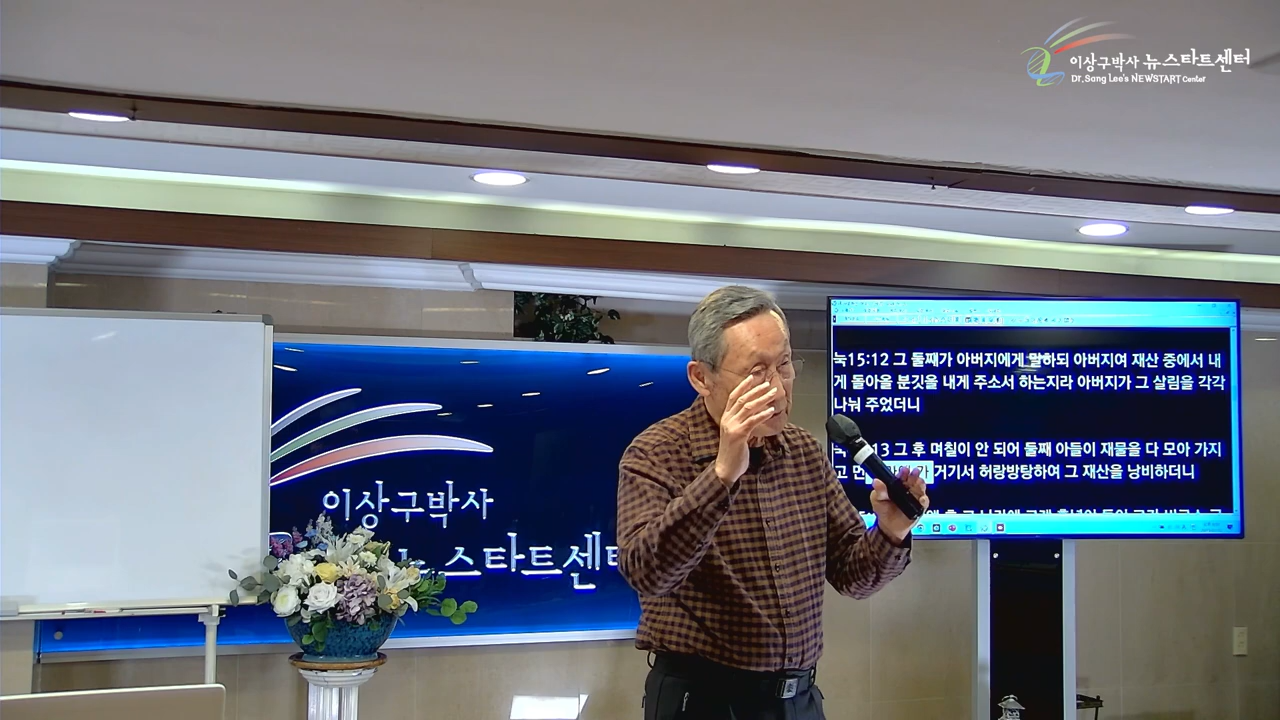 이상구박사 뉴스타트센터
Dr. Sang Lee's NEWSTART Center
눅15:12 그 둘째가 아버지에게 말하되 아버지여 재산 중에서 내
게 돌아올 분깃을 내게 주소서 하는지라 아버지가 그 살림을 각각
나눠 주었더니
13 그 후 며칠이 안 되어 둘째 아들이 재물을 다 모아 가지
고 먼 가 거기서 허랑방탕하여 그 재산을 낭비하더니
이상구박사
뉴스타트센터